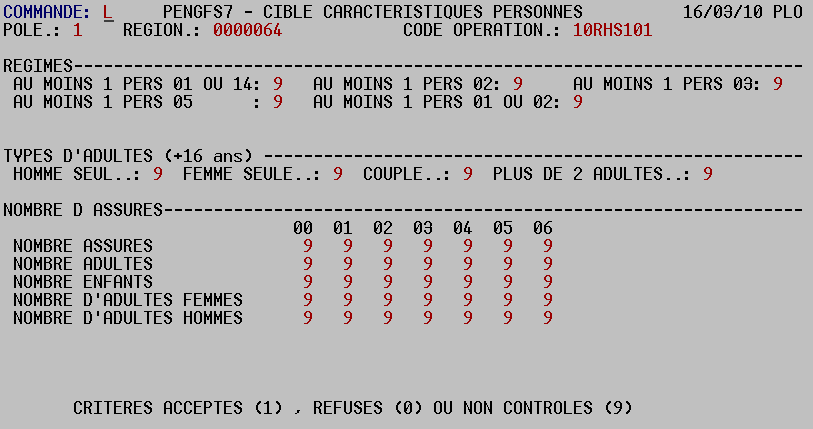 COMMANDE: L PENGFS7 - CIBLE CARACTERISTIQUES PERSONNES 16/03/10 PLO
POLE.: 1 REGION.: 0000064 CODE OPERATION.: 10RHS101
REGIMES-------------------------------------------------------------------------
AU MOINS 1 PERS 01 OU 14: 9 AU MOINS 1 PERS 02: 9 AU MOINS 1 PERS 03: 9
AU MOINS 1 PERS 05 : 9 AU MOINS 1 PERS 01 OU 02: 9
TYPES D'ADULTES (+16 ans) ------------------------------------------------------
HOMME SEUL..: 9 FEMME SEULE..: 9 COUPLE..: 9 PLUS DE 2 ADULTES..: 9
NOMBRE D ASSURES----------------------------------------------------------------
00 01 02 03 04 05 06
NOMBRE ASSURES 9 9 9 9 9 9 9
NOMBRE ADULTES 9 9 9 9 9 9 9
NOMBRE ENFANTS 9 9 9 9 9 9 9
NOMBRE D'ADULTES FEMMES 9 9 9 9 9 9 9
NOMBRE D'ADULTES HOMMES 9 9 9 9 9 9 9
CRITERES ACCEPTES (1) , REFUSES (0) OU NON CONTROLES (9)